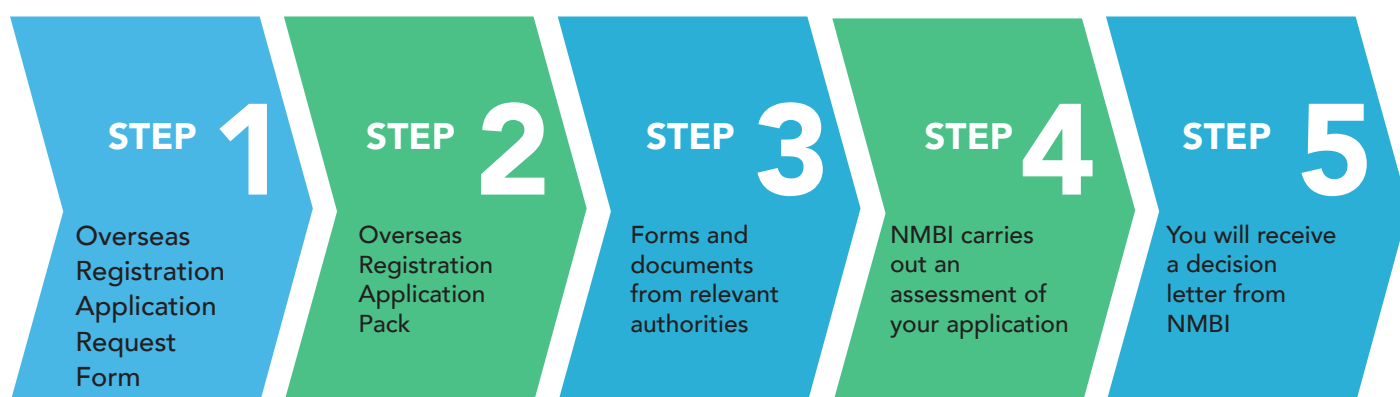 STEP 1
Overseas
Registration
Application
Request
Form
STEP 2
Overseas
Registration
Application
Pack
STEP 3
Forms and
documents
from relevant
authorities
STEP 4
NMBI carries
out an
assessment of
your application
STEP 5
You will receive
a decision
letter from
NMBI